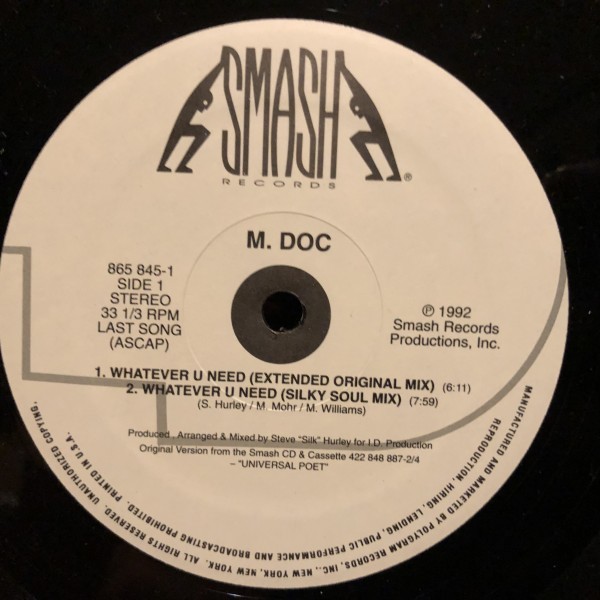 SMASH
RECORDS
®
M. DOC
865 845-1
SIDE 1
STEREO
33 1/3 RPM
LAST SONG
(ASCAP)
℗ 1992
Smash Records
Productions, Inc.
1. WHATEVER U NEED (EXTENDED ORIGINAL MIX) (6:11)
2. WHATEVER U NEED (SILKY SOUL MIX) (7:59)
(S. Hurley / M. Mohr / M. Williams)
Produced , Arranged & Mixed by Steve "Silk" Hurley for I.D. Production
Original Version from the Smash CD & Cassette 422 848 887-2/4
– "UNIVERSAL POET"
MANUFACTURED AND MARKETED BY POLYGRAM RECORDS, INC., NEW YORK, NEW YORK. ALL RIGHTS RESERVED. UNAUTHORIZED COPYING,
REPRODUCTION, HIRING, LENDING, PUBLIC PERFORMANCE AND BROADCASTING PROHIBITED. PRINTED IN U.S.A.